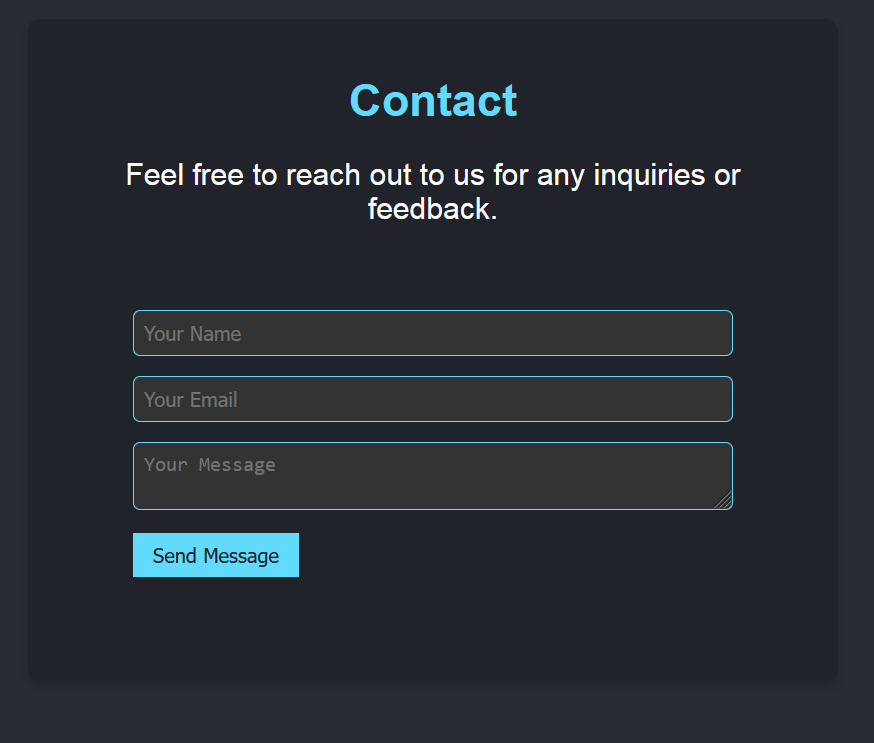 Contact
Feel free to reach out to us for any inquiries or
feedback.
Your Name
Your Email
Your Message
Send Message